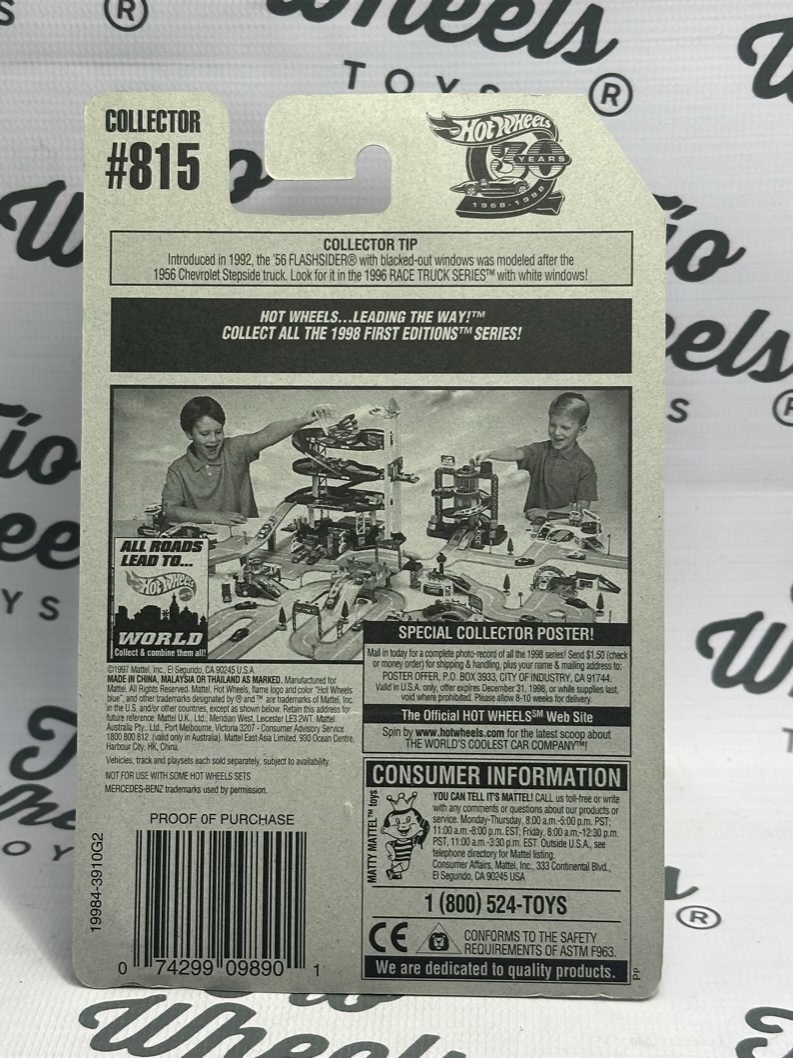 Wheels
TOYS ®
COLLECTOR
#815
Hot Wheels
30 YEARS
1968-1998
COLLECTOR TIP
Introduced in 1992, the '56 FLASHSIDER® with blacked-out windows was modeled after the
1956 Chevrolet Stepside truck. Look for it in the 1996 RACE TRUCK SERIES™ with white windows!
HOT WHEELS...LEADING THE WAY!™
COLLECT ALL THE 1998 FIRST EDITIONS™ SERIES!
ALL ROADS
LEAD TO...
Hot Wheels
WORLD
Collect & combine them all!
SPECIAL COLLECTOR POSTER!
Mail in today for a complete photo-record of all the 1998 series! Send $1.50 (check
or money order) for shipping & handling, plus your name & mailing address to:
POSTER OFFER, P.O. BOX 3933, CITY OF INDUSTRY, CA 91744.
Valid in U.S.A. only, offer expires December 31, 1998, or while supplies last,
void where prohibited. Please allow 8-10 weeks for delivery.
The Official HOT WHEELS℠ Web Site
Spin by www.hotwheels.com for the latest scoop about
THE WORLD'S COOLEST CAR COMPANY™!
©1997 Mattel, Inc., El Segundo, CA 90245 U.S.A.
MADE IN CHINA, MALAYSIA OR THAILAND AS MARKED. Manufactured for
Mattel. All Rights Reserved. Mattel, Hot Wheels, flame logo and color "Hot Wheels
blue", and other trademarks designated by ® and ™ are trademarks of Mattel, Inc.
in the U.S. and/or other countries, except as shown below. Retain this address for
future reference: Mattel U.K., Ltd., Meridian West, Leicester LE3 2WT. Mattel
Australia Pty., Ltd., Port Melbourne, Victoria 3207 - Consumer Advisory Service
1 800 800 812 (valid only in Australia). Mattel East Asia Limited, 930 Ocean Centre,
Harbour City, HK, China.
Vehicles, track and playsets each sold separately, subject to availability.
NOT FOR USE WITH SOME HOT WHEELS SETS.
MERCEDES-BENZ trademarks used by permission.
PROOF OF PURCHASE
19984-3910G2
0 74299 09890 1
CONSUMER INFORMATION
MATTY MATTEL™ toys
YOU CAN TELL IT'S MATTEL! CALL us toll-free or write
with any comments or questions about our products or
service. Monday-Thursday, 8:00 a.m.-5:00 p.m. PST;
11:00 a.m.-8:00 p.m. EST; Friday, 8:00 a.m.-12:30 p.m.
PST, 11:00 a.m.-3:30 p.m. EST. Outside U.S.A., see
telephone directory for Mattel listing.
Consumer Affairs, Mattel, Inc., 333 Continental Blvd.,
El Segundo, CA 90245 USA
1 (800) 524-TOYS
CE
CONFORMS TO THE SAFETY
REQUIREMENTS OF ASTM F963.
We are dedicated to quality products.
PP
Tío
Wheels